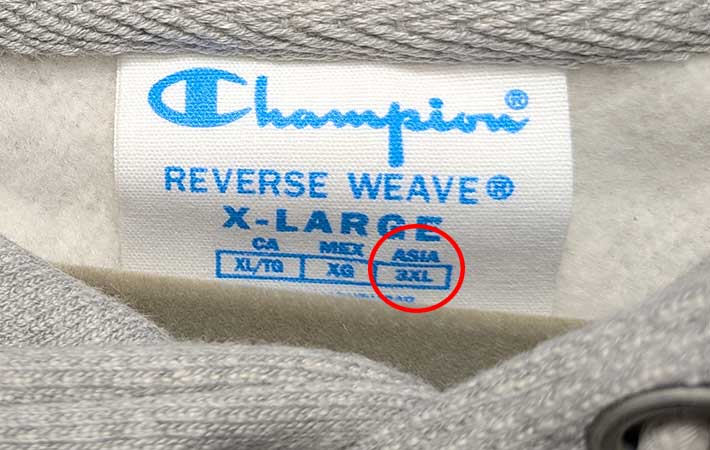 Champion®
REVERSE WEAVE®
X-LARGE
CA MEX ASIA
XL/TG XG 3XL